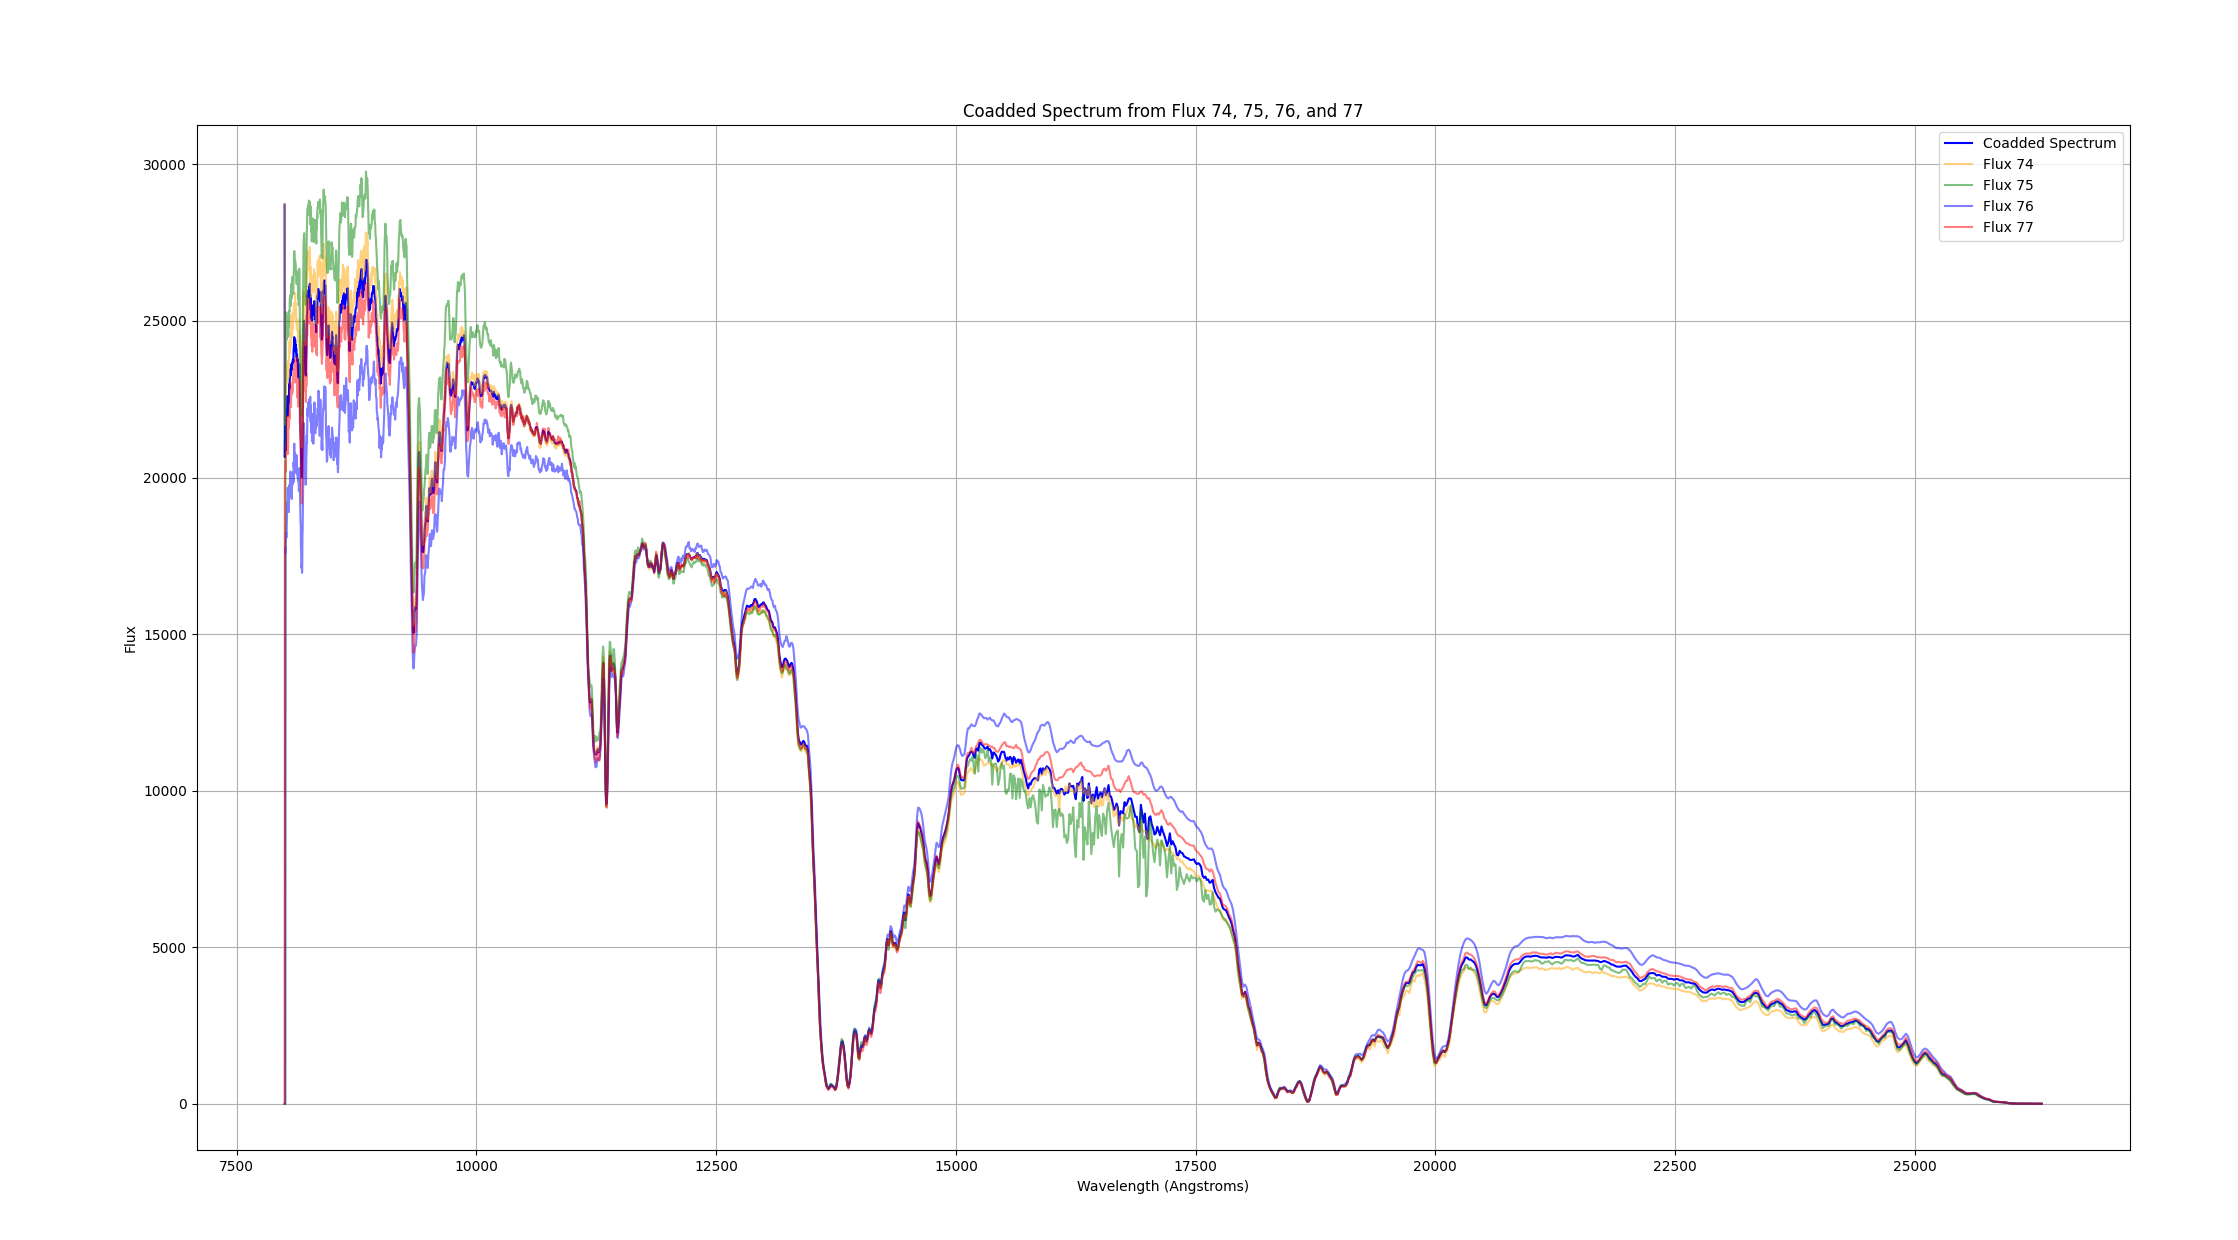 Coadded Spectrum from Flux 74, 75, 76, and 77
Coadded Spectrum
Flux 74
Flux 75
Flux 76
Flux 77
30000
25000
20000
15000
10000
5000
0
Flux
7500
10000
12500
15000
17500
20000
22500
25000
Wavelength (Angstroms)